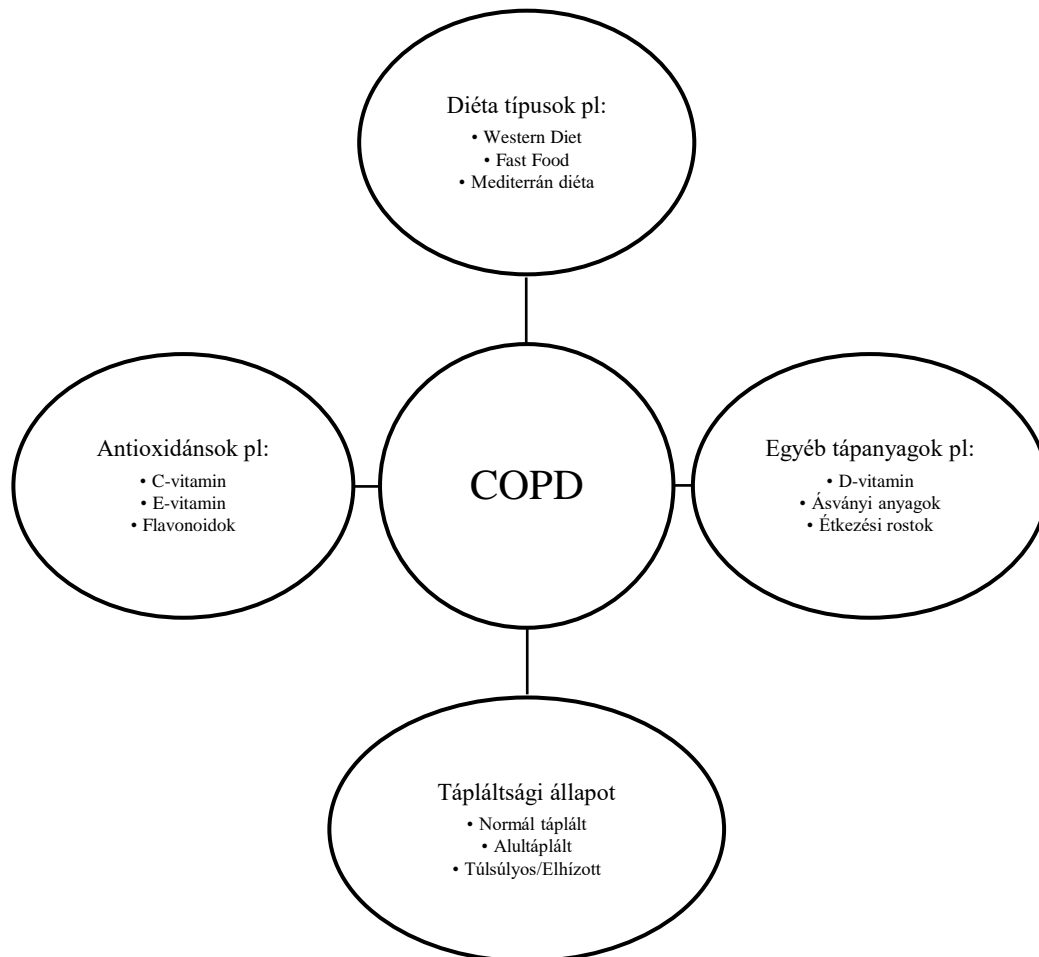 Diéta típusok pl:
• Western Diet
• Fast Food
• Mediterrán diéta
Antioxidánsok pl:
• C-vitamin
• E-vitamin
• Flavonoidok
COPD
Egyéb tápanyagok pl:
• D-vitamin
• Ásványi anyagok
• Étkezési rostok
Tápláltsági állapot
• Normál táplált
• Alultáplált
• Túlsúlyos/Elhízott